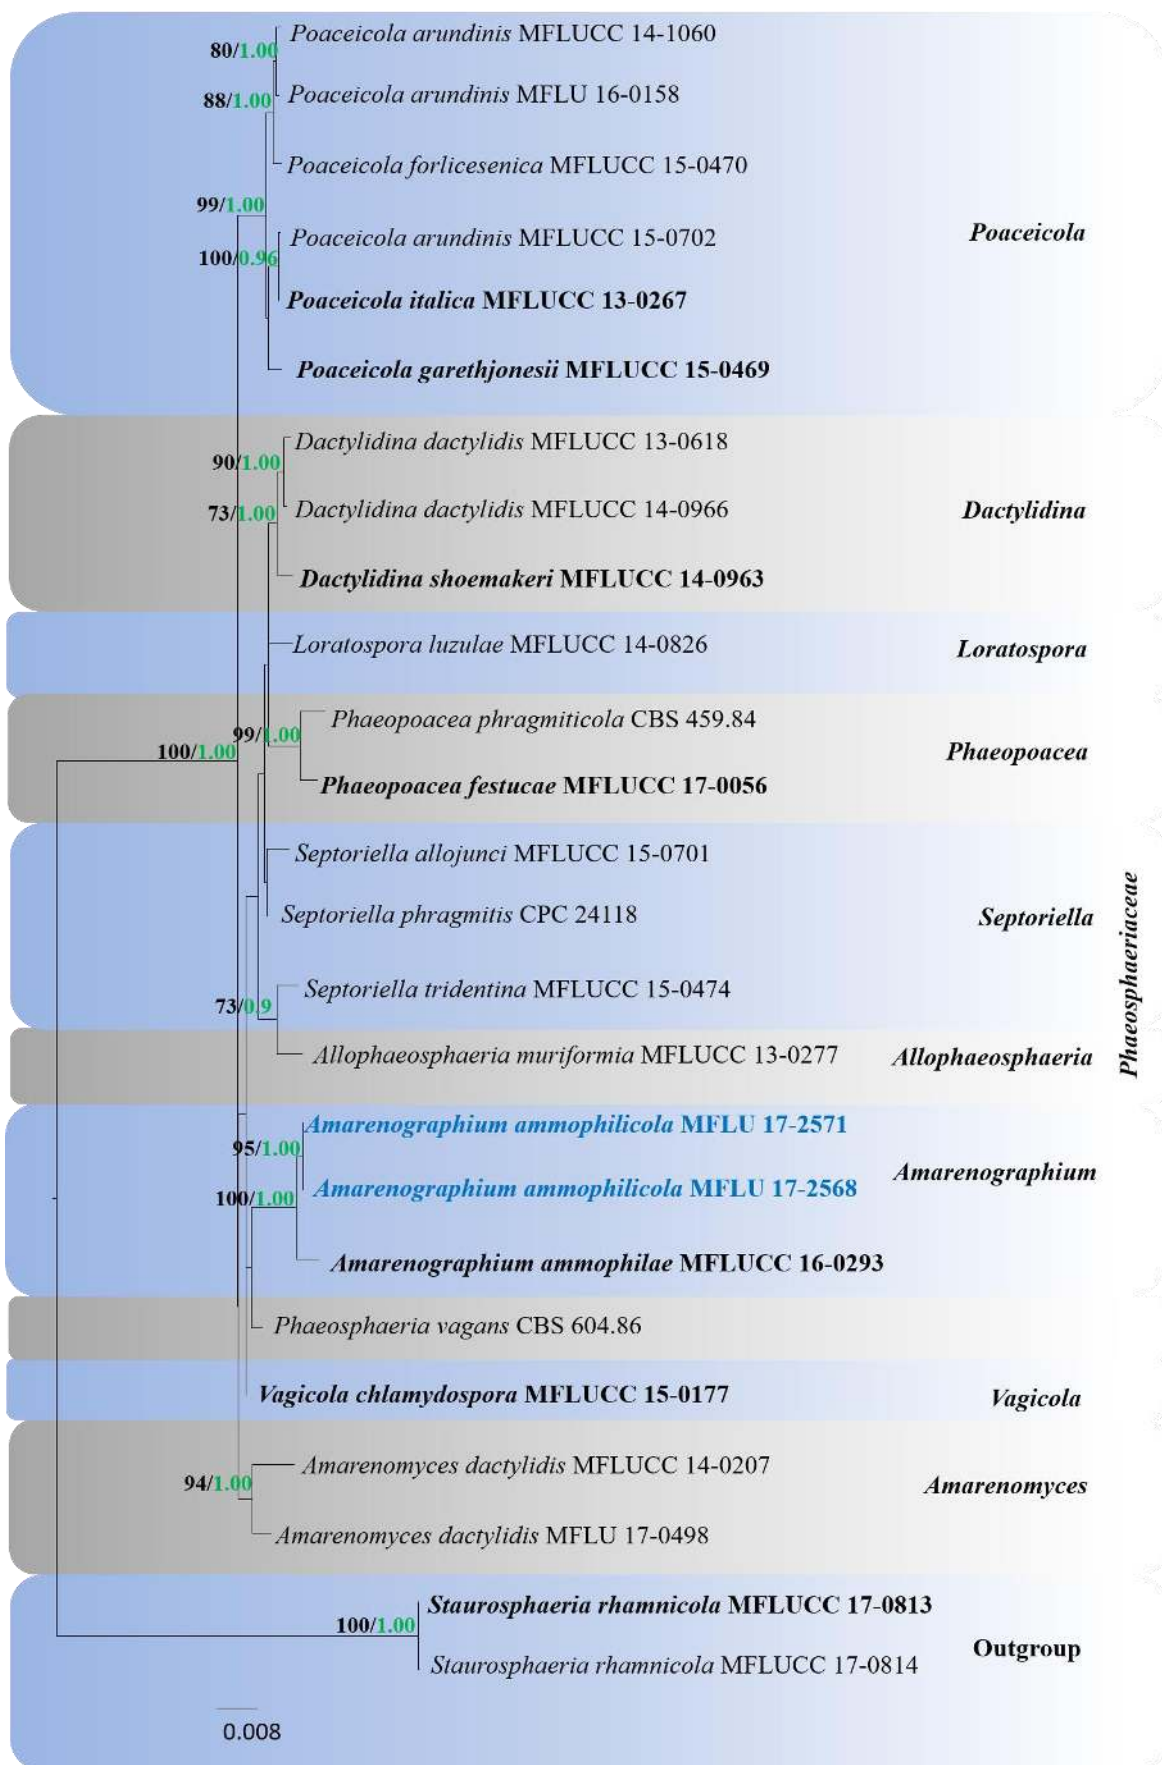 Poaceicola arundinis MFLUCC 14-1060
80/1.00
88/1.00
Poaceicola arundinis MFLU 16-0158
Poaceicola forlicesenica MFLUCC 15-0470
99/1.00
Poaceicola arundinis MFLUCC 15-0702
Poaceicola
100/0.96
Poaceicola italica MFLUCC 13-0267
Poaceicola garethjonesii MFLUCC 15-0469
Dactylidina dactylidis MFLUCC 13-0618
90/1.00
73/1.00
Dactylidina dactylidis MFLUCC 14-0966
Dactylidina
Dactylidina shoemakeri MFLUCC 14-0963
Loratospora luzulae MFLUCC 14-0826
Loratospora
Phaeopoacea phragmiticola CBS 459.84
99/1.00
100/1.00
Phaeopoacea
Phaeopoacea festucae MFLUCC 17-0056
Septoriella allojunci MFLUCC 15-0701
Septoriella phragmitis CPC 24118
Septoriella
Phaeosphaeriaceae
Septoriella tridentina MFLUCC 15-0474
73/0.9
Allophaeosphaeria muriformia MFLUCC 13-0277
Allophaeosphaeria
Amarenographium ammophilicola MFLU 17-2571
95/1.00
Amarenographium
Amarenographium ammophilicola MFLU 17-2568
100/1.00
Amarenographium ammophilae MFLUCC 16-0293
Phaeosphaeria vagans CBS 604.86
Vagicola chlamydospora MFLUCC 15-0177
Vagicola
Amarenomyces dactylidis MFLUCC 14-0207
94/1.00
Amarenomyces
Amarenomyces dactylidis MFLU 17-0498
Staurosphaeria rhamnicola MFLUCC 17-0813
100/1.00
Outgroup
Staurosphaeria rhamnicola MFLUCC 17-0814
0.008